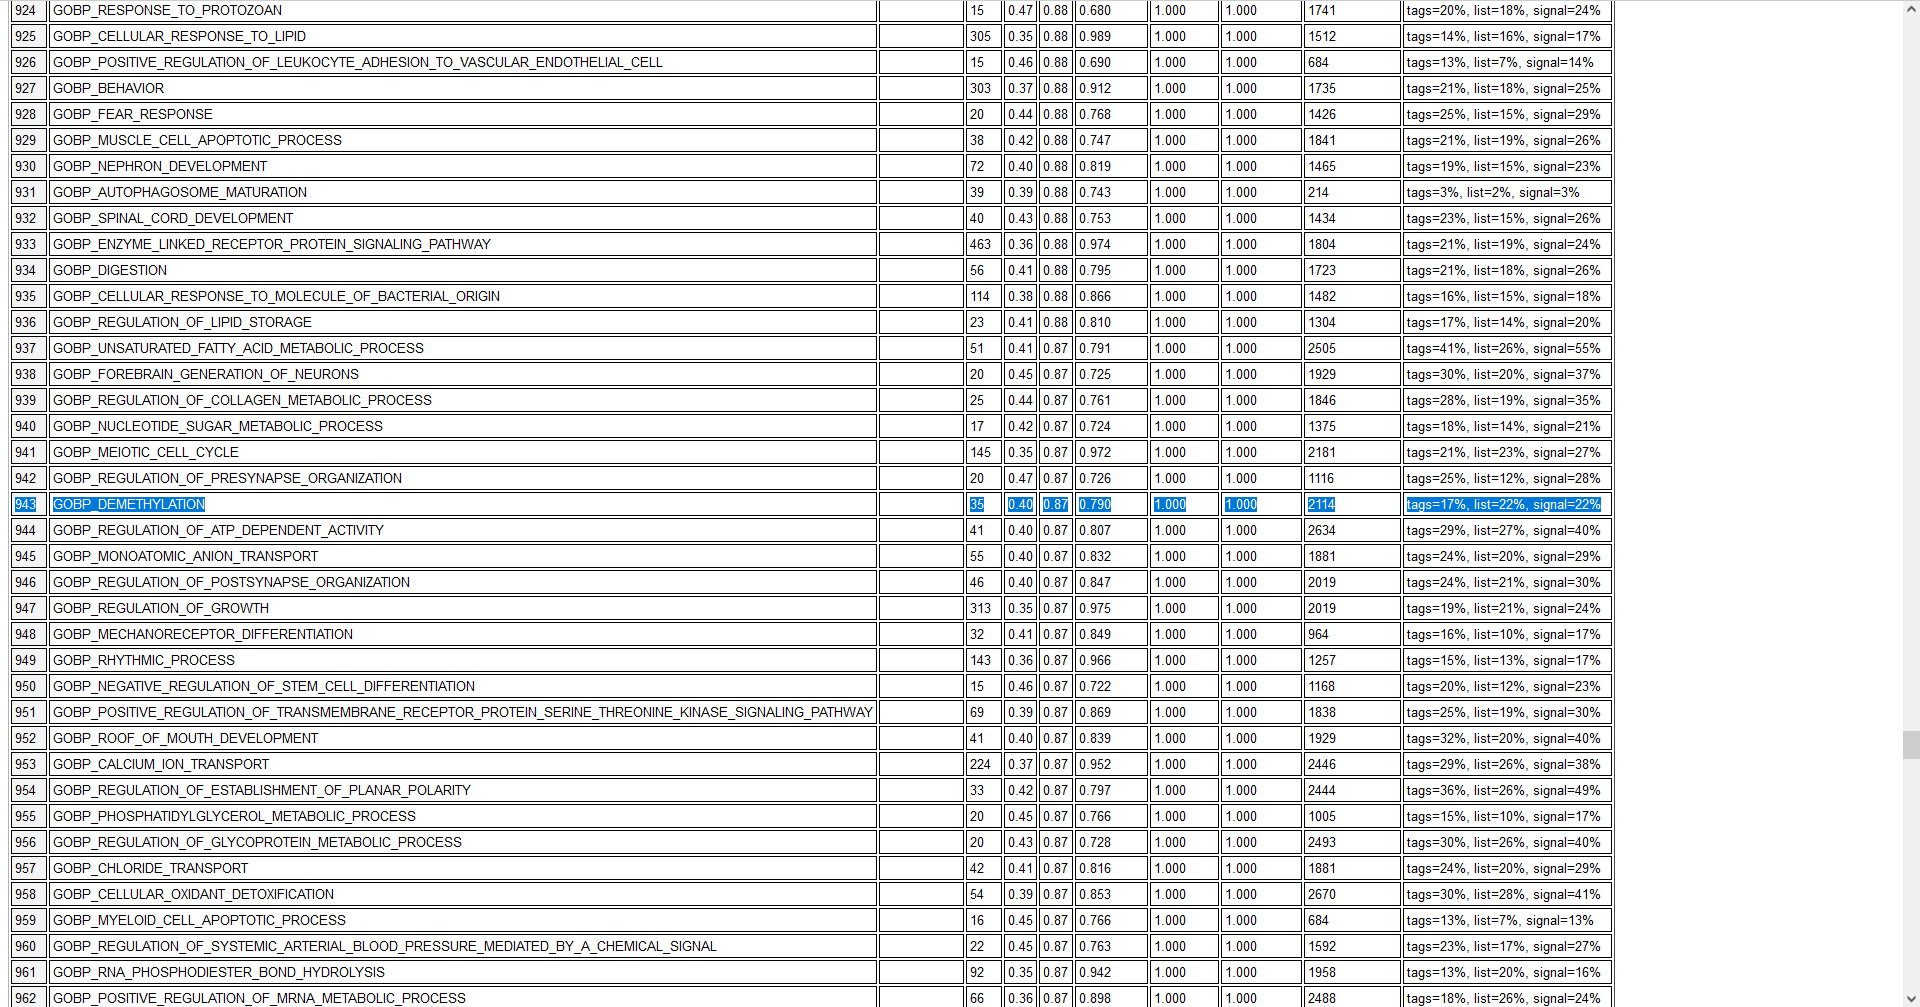 924 GOBP_RESPONSE_TO_PROTOZOAN 15 0.47 0.88 0.680 1.000 1.000 1741 tags=20%, list=18%, signal=24%
925 GOBP_CELLULAR_RESPONSE_TO_LIPID 305 0.35 0.88 0.989 1.000 1.000 1512 tags=14%, list=16%, signal=17%
926 GOBP_POSITIVE_REGULATION_OF_LEUKOCYTE_ADHESION_TO_VASCULAR_ENDOTHELIAL_CELL 15 0.46 0.88 0.690 1.000 1.000 684 tags=13%, list=7%, signal=14%
927 GOBP_BEHAVIOR 303 0.37 0.88 0.912 1.000 1.000 1735 tags=21%, list=18%, signal=25%
928 GOBP_FEAR_RESPONSE 20 0.44 0.88 0.768 1.000 1.000 1426 tags=25%, list=15%, signal=29%
929 GOBP_MUSCLE_CELL_APOPTOTIC_PROCESS 38 0.42 0.88 0.747 1.000 1.000 1841 tags=21%, list=19%, signal=26%
930 GOBP_NEPHRON_DEVELOPMENT 72 0.40 0.88 0.819 1.000 1.000 1465 tags=19%, list=15%, signal=23%
931 GOBP_AUTOPHAGOSOME_MATURATION 39 0.39 0.88 0.743 1.000 1.000 214 tags=3%, list=2%, signal=3%
932 GOBP_SPINAL_CORD_DEVELOPMENT 40 0.43 0.88 0.753 1.000 1.000 1434 tags=23%, list=15%, signal=26%
933 GOBP_ENZYME_LINKED_RECEPTOR_PROTEIN_SIGNALING_PATHWAY 463 0.36 0.88 0.974 1.000 1.000 1804 tags=21%, list=19%, signal=24%
934 GOBP_DIGESTION 56 0.41 0.88 0.795 1.000 1.000 1723 tags=21%, list=18%, signal=26%
935 GOBP_CELLULAR_RESPONSE_TO_MOLECULE_OF_BACTERIAL_ORIGIN 114 0.38 0.88 0.866 1.000 1.000 1482 tags=16%, list=15%, signal=18%
936 GOBP_REGULATION_OF_LIPID_STORAGE 23 0.41 0.88 0.810 1.000 1.000 1304 tags=17%, list=14%, signal=20%
937 GOBP_UNSATURATED_FATTY_ACID_METABOLIC_PROCESS 51 0.41 0.87 0.791 1.000 1.000 2505 tags=41%, list=26%, signal=55%
938 GOBP_FOREBRAIN_GENERATION_OF_NEURONS 20 0.45 0.87 0.725 1.000 1.000 1929 tags=30%, list=20%, signal=37%
939 GOBP_REGULATION_OF_COLLAGEN_METABOLIC_PROCESS 25 0.44 0.87 0.761 1.000 1.000 1846 tags=28%, list=19%, signal=35%
940 GOBP_NUCLEOTIDE_SUGAR_METABOLIC_PROCESS 17 0.42 0.87 0.724 1.000 1.000 1375 tags=18%, list=14%, signal=21%
941 GOBP_MEIOTIC_CELL_CYCLE 145 0.35 0.87 0.972 1.000 1.000 2181 tags=21%, list=23%, signal=27%
942 GOBP_REGULATION_OF_PRESYNAPSE_ORGANIZATION 20 0.47 0.87 0.726 1.000 1.000 1116 tags=25%, list=12%, signal=28%
943 GOBP_DEMETHYLATION 35 0.40 0.87 0.790 1.000 1.000 2114 tags=17%, list=22%, signal=22%
944 GOBP_REGULATION_OF_ATP_DEPENDENT_ACTIVITY 41 0.40 0.87 0.807 1.000 1.000 2634 tags=29%, list=27%, signal=40%
945 GOBP_MONOATOMIC_ANION_TRANSPORT 55 0.40 0.87 0.832 1.000 1.000 1881 tags=24%, list=20%, signal=29%
946 GOBP_REGULATION_OF_POSTSYNAPSE_ORGANIZATION 46 0.40 0.87 0.847 1.000 1.000 2019 tags=24%, list=21%, signal=30%
947 GOBP_REGULATION_OF_GROWTH 313 0.35 0.87 0.975 1.000 1.000 2019 tags=19%, list=21%, signal=24%
948 GOBP_MECHANORECEPTOR_DIFFERENTIATION 32 0.41 0.87 0.849 1.000 1.000 964 tags=16%, list=10%, signal=17%
949 GOBP_RHYTHMIC_PROCESS 143 0.36 0.87 0.966 1.000 1.000 1257 tags=15%, list=13%, signal=17%
950 GOBP_NEGATIVE_REGULATION_OF_STEM_CELL_DIFFERENTIATION 15 0.46 0.87 0.722 1.000 1.000 1168 tags=20%, list=12%, signal=23%
951 GOBP_POSITIVE_REGULATION_OF_TRANSMEMBRANE_RECEPTOR_PROTEIN_SERINE_THREONINE_KINASE_SIGNALING_PATHWAY 69 0.39 0.87 0.869 1.000 1.000 1838 tags=25%, list=19%, signal=30%
952 GOBP_ROOF_OF_MOUTH_DEVELOPMENT 41 0.40 0.87 0.839 1.000 1.000 1929 tags=32%, list=20%, signal=40%
953 GOBP_CALCIUM_ION_TRANSPORT 224 0.37 0.87 0.952 1.000 1.000 2446 tags=29%, list=26%, signal=38%
954 GOBP_REGULATION_OF_ESTABLISHMENT_OF_PLANAR_POLARITY 33 0.42 0.87 0.797 1.000 1.000 2444 tags=36%, list=26%, signal=49%
955 GOBP_PHOSPHATIDYLGLYCEROL_METABOLIC_PROCESS 20 0.45 0.87 0.766 1.000 1.000 1005 tags=15%, list=10%, signal=17%
956 GOBP_REGULATION_OF_GLYCOPROTEIN_METABOLIC_PROCESS 20 0.43 0.87 0.728 1.000 1.000 2493 tags=30%, list=26%, signal=40%
957 GOBP_CHLORIDE_TRANSPORT 42 0.41 0.87 0.816 1.000 1.000 1881 tags=24%, list=20%, signal=29%
958 GOBP_CELLULAR_OXIDANT_DETOXIFICATION 54 0.39 0.87 0.853 1.000 1.000 2670 tags=30%, list=28%, signal=41%
959 GOBP_MYELOID_CELL_APOPTOTIC_PROCESS 16 0.45 0.87 0.766 1.000 1.000 684 tags=13%, list=7%, signal=13%
960 GOBP_REGULATION_OF_SYSTEMIC_ARTERIAL_BLOOD_PRESSURE_MEDIATED_BY_A_CHEMICAL_SIGNAL 22 0.45 0.87 0.763 1.000 1.000 1592 tags=23%, list=17%, signal=27%
961 GOBP_RNA_PHOSPHODIESTER_BOND_HYDROLYSIS 92 0.35 0.87 0.942 1.000 1.000 1958 tags=13%, list=20%, signal=16%
962 GOBP_POSITIVE_REGULATION_OF_MRNA_METABOLIC_PROCESS 66 0.36 0.87 0.898 1.000 1.000 2488 tags=18%, list=26%, signal=24%